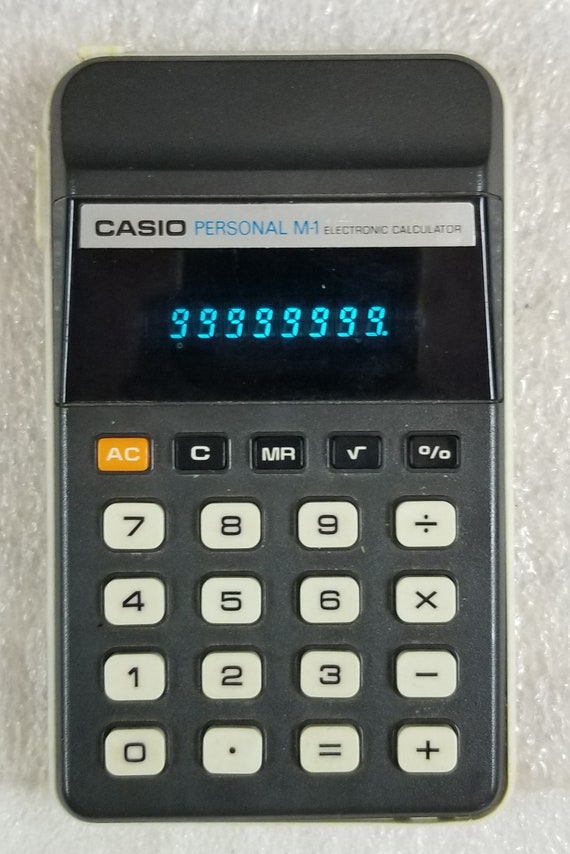 CASIO PERSONAL M-1 ELECTRONIC CALCULATOR
99999999.
AC C MR √ %
7 8 9 ÷
4 5 6 ×
1 2 3 −
0 . = +